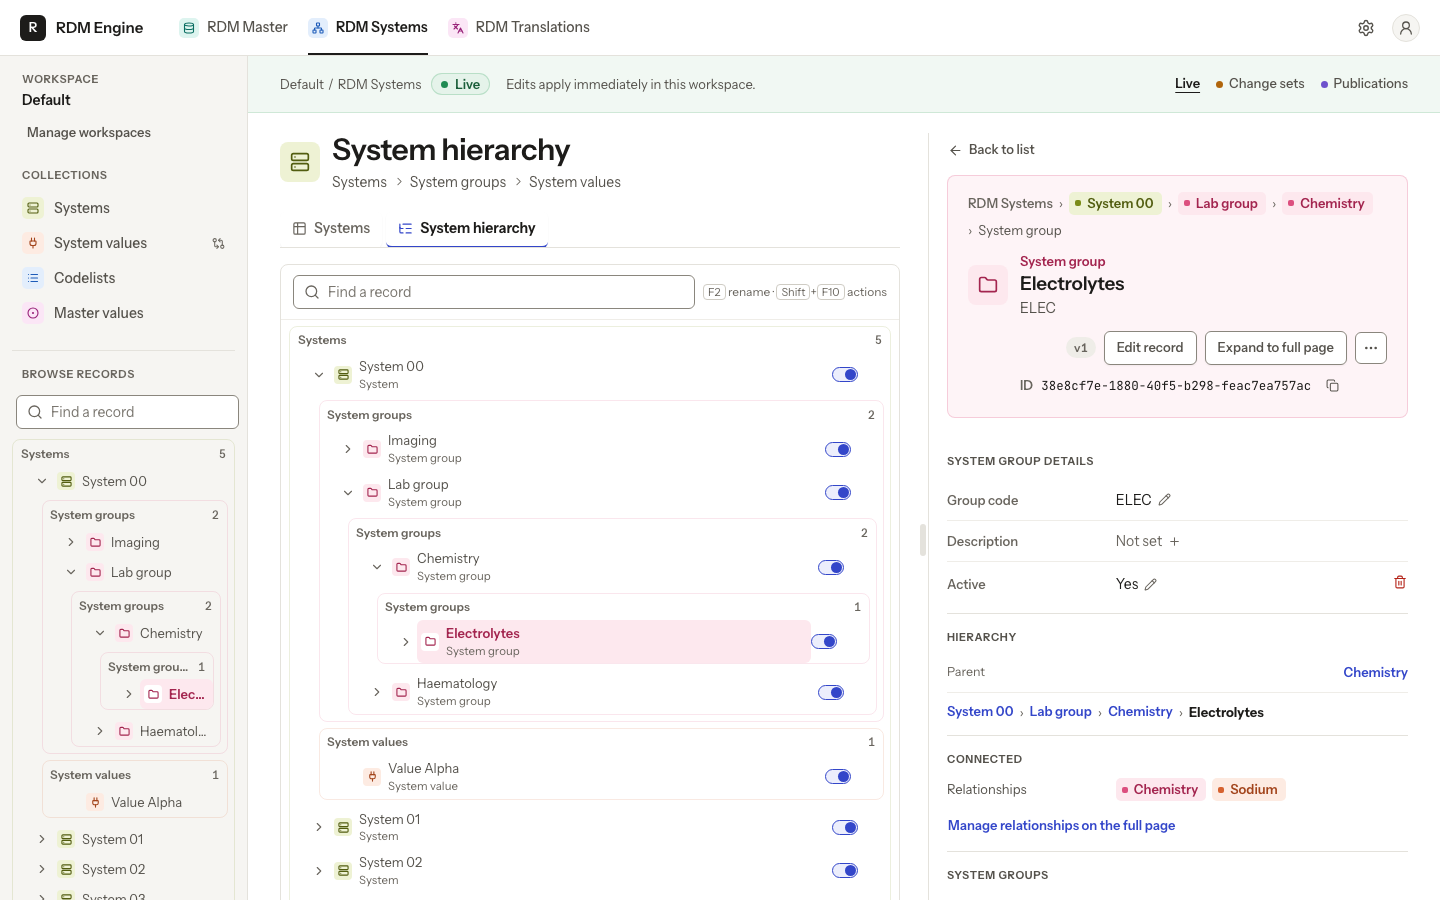 R RDM Engine RDM Master RDM Systems RDM Translations
WORKSPACE
Default
Manage workspaces
COLLECTIONS
Systems
System values
Codelists
Master values
BROWSE RECORDS
Find a record
Systems 5
System 00
System groups 2
Imaging
Lab group
System groups 2
Chemistry
System grou... 1
Elec...
Haematol...
System values 1
Value Alpha
System 01
System 02
System 03
Default / RDM Systems Live Edits apply immediately in this workspace.
Live Change sets Publications
System hierarchy
Systems › System groups › System values
Systems System hierarchy
Find a record F2 rename · Shift + F10 actions
Systems 5
System 00
System
System groups 2
Imaging
System group
Lab group
System group
System groups 2
Chemistry
System group
System groups 1
Electrolytes
System group
Haematology
System group
System values 1
Value Alpha
System value
System 01
System
System 02
System
Back to list
RDM Systems › System 00 › Lab group › Chemistry
› System group
System group
Electrolytes
ELEC
v1 Edit record Expand to full page ...
ID 38e8cf7e-1880-40f5-b298-feac7ea757ac
SYSTEM GROUP DETAILS
Group code ELEC
Description Not set +
Active Yes
HIERARCHY
Parent Chemistry
System 00 › Lab group › Chemistry › Electrolytes
CONNECTED
Relationships Chemistry Sodium
Manage relationships on the full page
SYSTEM GROUPS